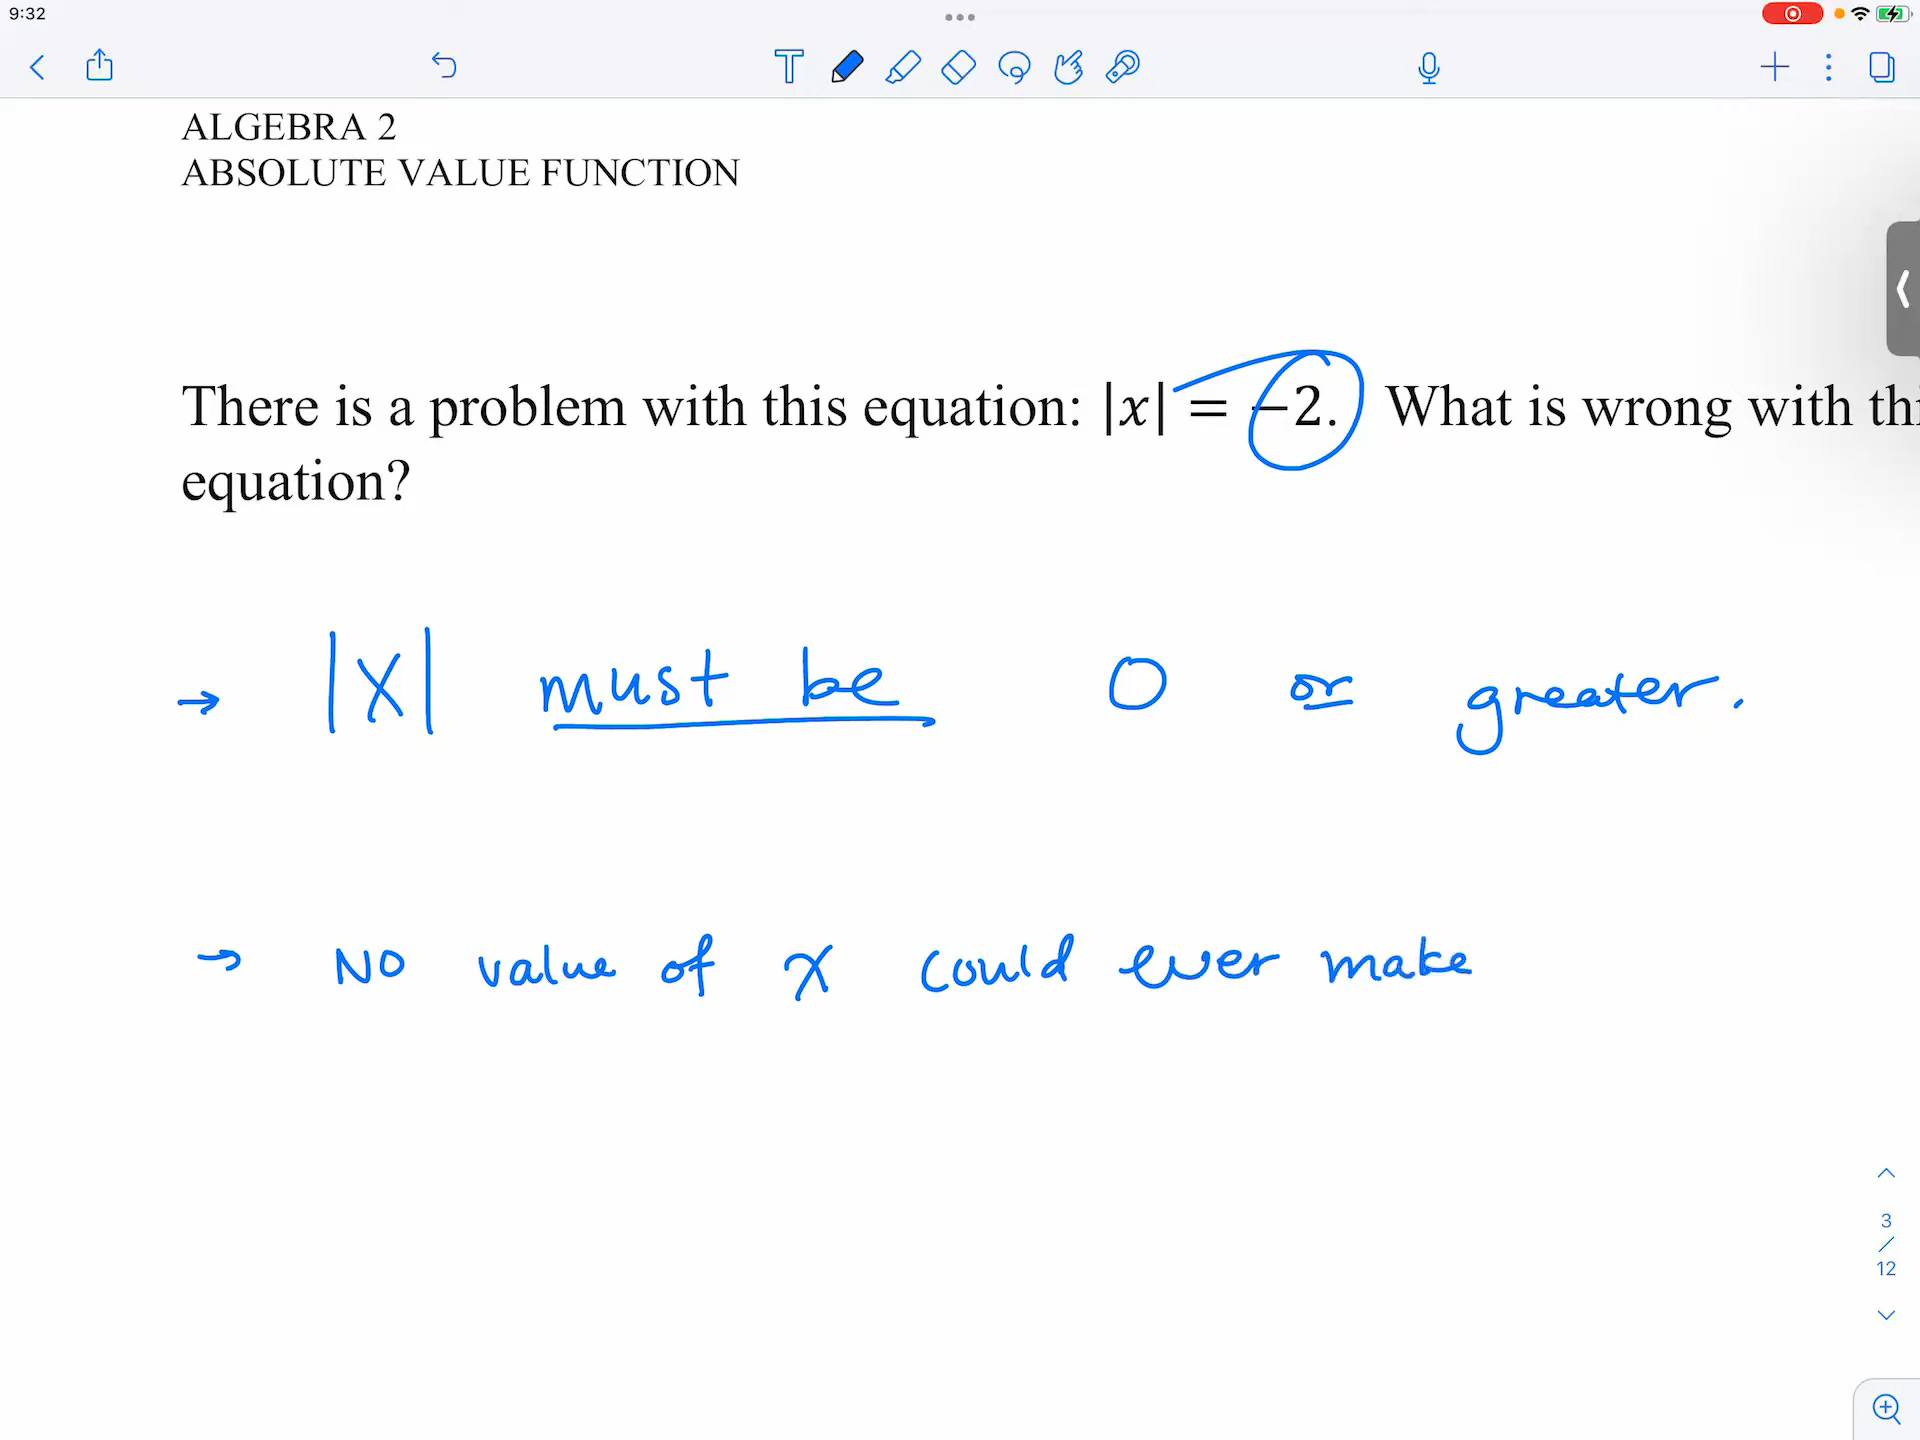 9:32
ALGEBRA 2
ABSOLUTE VALUE FUNCTION
There is a problem with this equation: |x| = −2. What is wrong with thi
equation?
→ |X| must be 0 or greater.
→ NO value of x could ever make
3
/
12